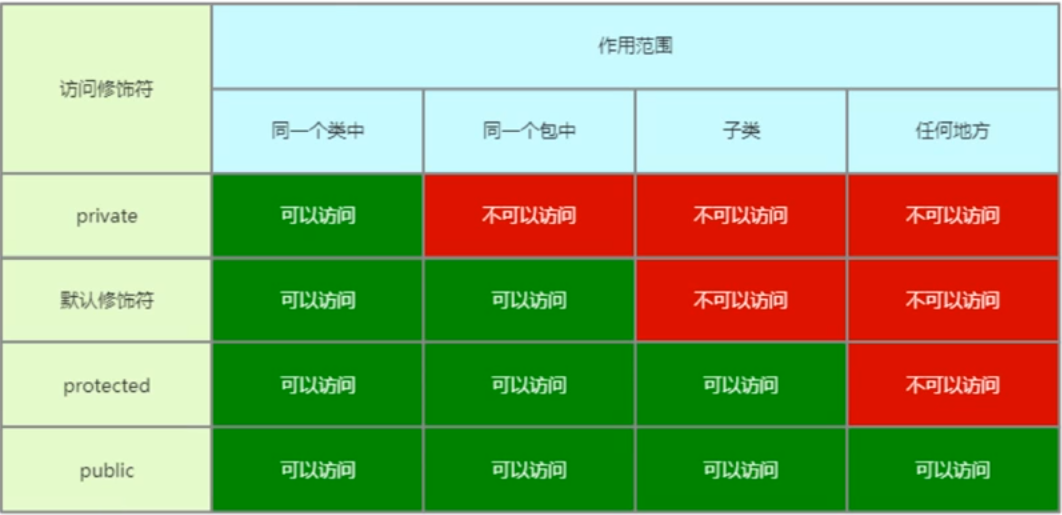 访问修饰符
作用范围
同一个类中 同一个包中 子类 任何地方
private 可以访问 不可以访问 不可以访问 不可以访问
默认修饰符 可以访问 可以访问 不可以访问 不可以访问
protected 可以访问 可以访问 可以访问 不可以访问
public 可以访问 可以访问 可以访问 可以访问